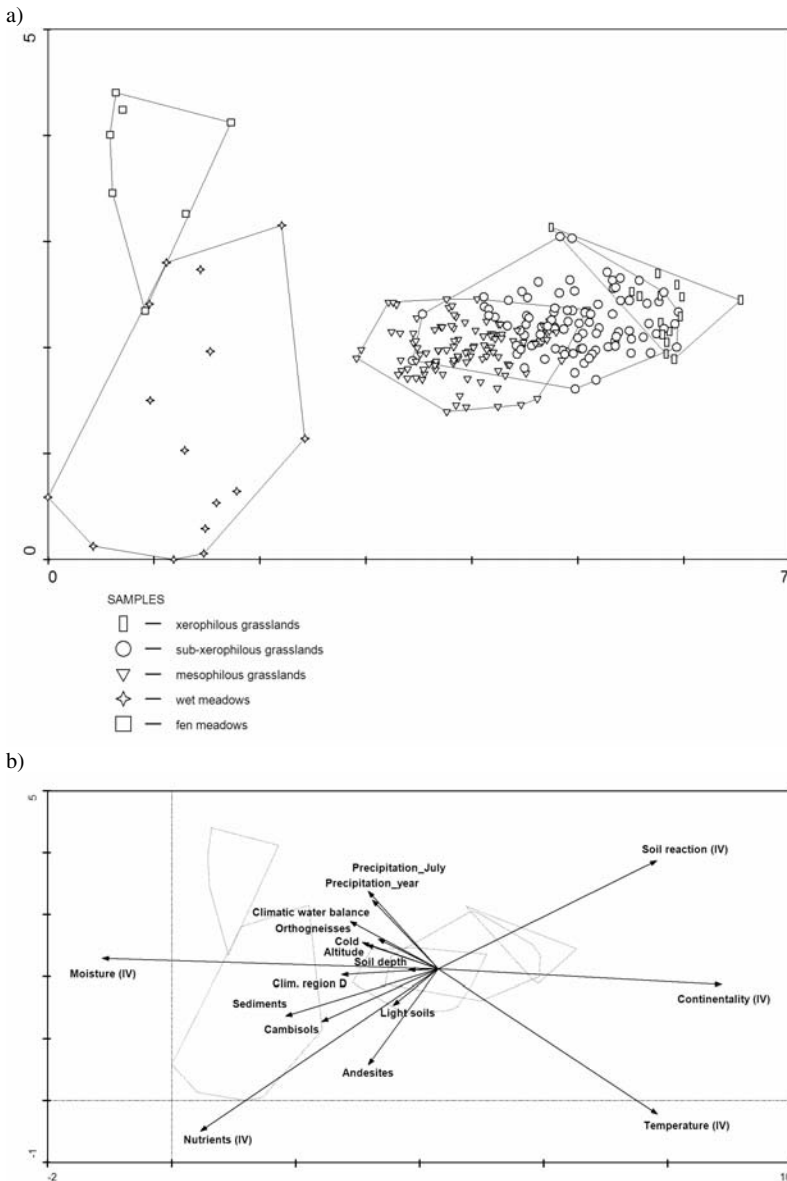 a)
5
0
0
7
SAMPLES
xerophilous grasslands
sub-xerophilous grasslands
mesophilous grasslands
wet meadows
fen meadows
b)
5
Precipitation_July
Precipitation_year
Soil reaction (IV)
Climatic water balance
Orthogneisses
Cold
Altitude
Soil depth
Moisture (IV)
Clim. region D
Continentality (IV)
Sediments
Light soils
Cambisols
Andesites
Nutrients (IV)
Temperature (IV)
-1
-2
10